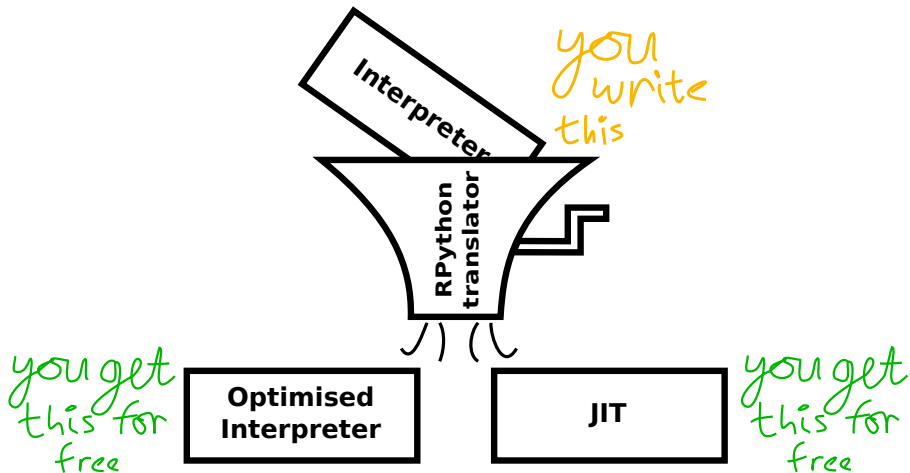 Interpreter
you
write
this
RPython
translator
you get
this for
free
Optimised
Interpreter
JIT
you get
this for
free